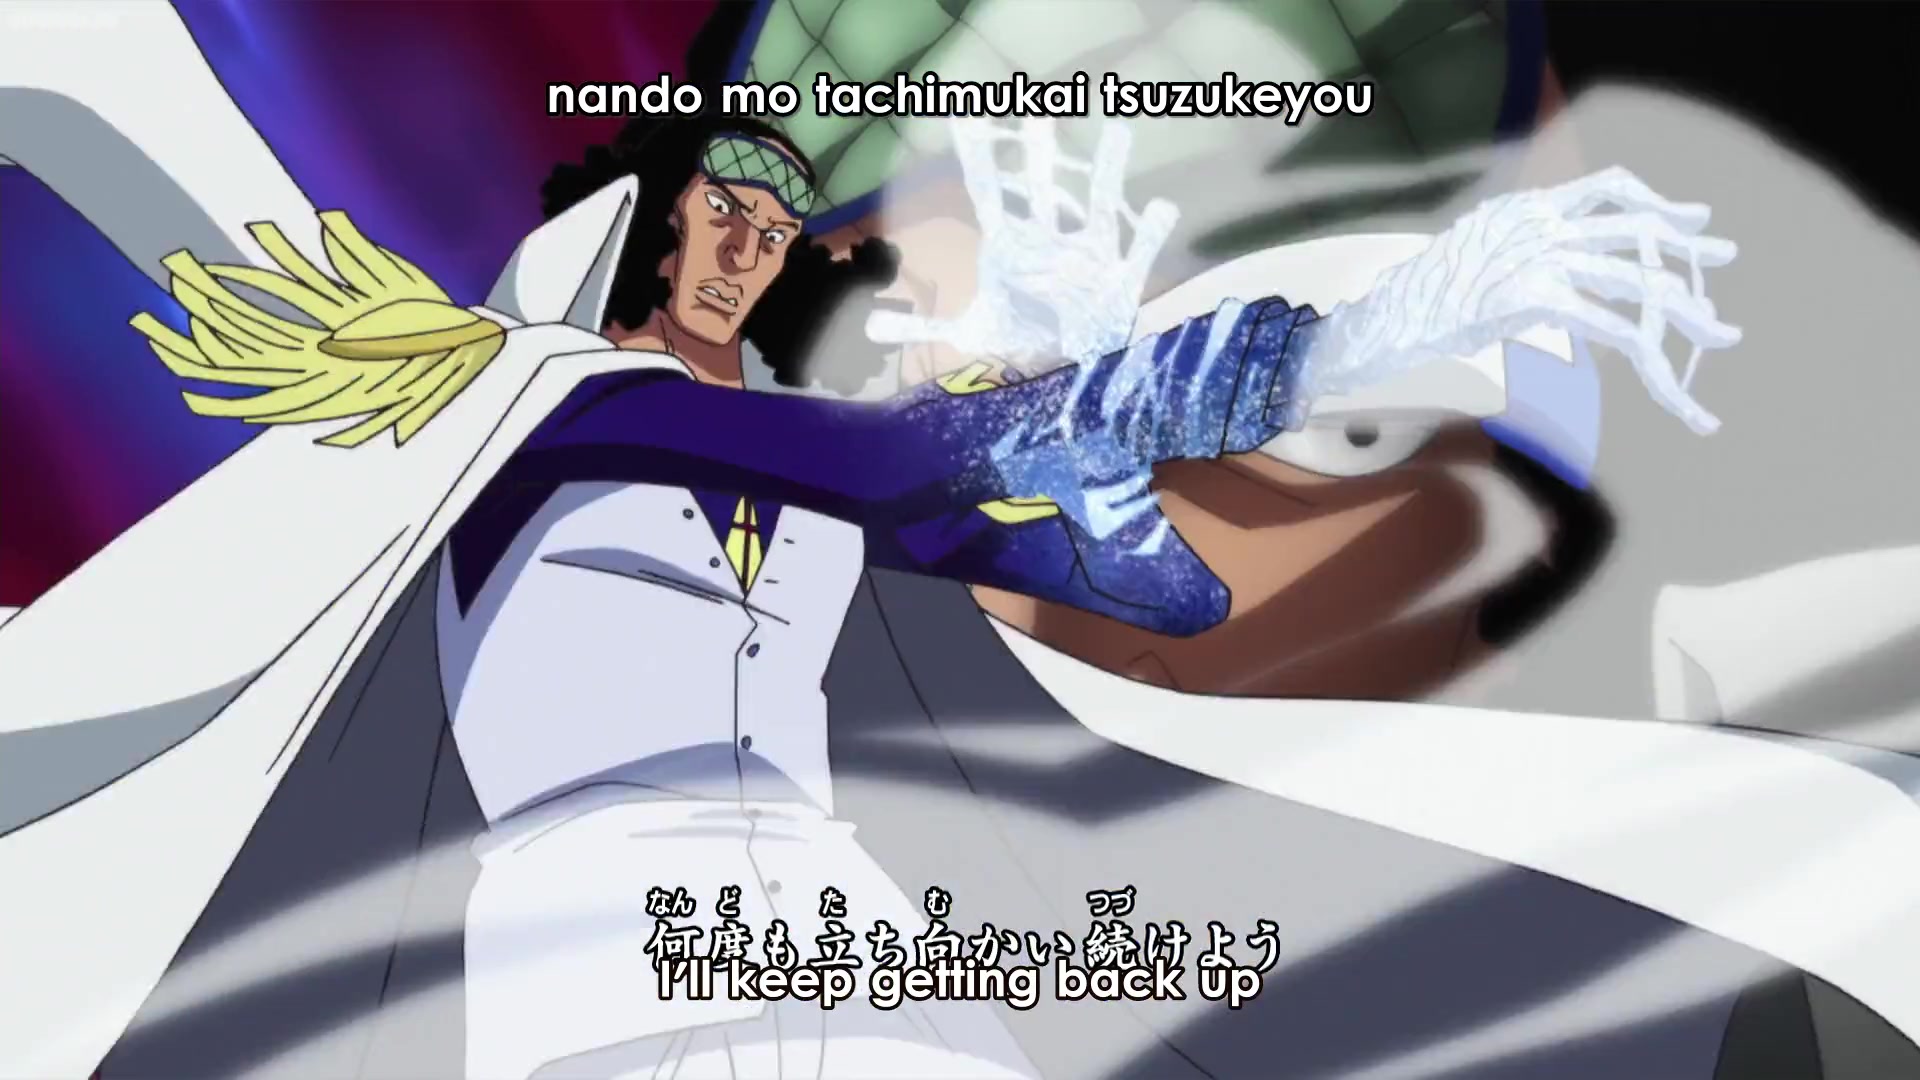 nando mo tachimukai tsuzukeyou
なん ど た む つづ
何度も立ち向かい続けよう
I'll keep getting back up